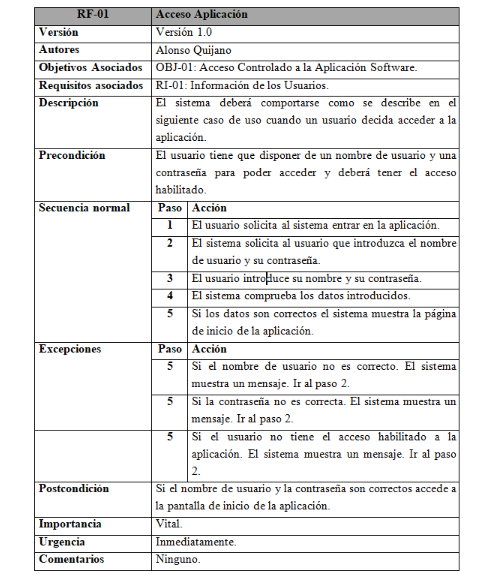 RF-01 Acceso Aplicación
Versión Versión 1.0
Autores Alonso Quijano
Objetivos Asociados OBJ-01: Acceso Controlado a la Aplicación Software.
Requisitos asociados RI-01: Información de los Usuarios.
Descripción El sistema deberá comportarse como se describe en el
siguiente caso de uso cuando un usuario decida acceder a la
aplicación.
Precondición El usuario tiene que disponer de un nombre de usuario y una
contraseña para poder acceder y deberá tener el acceso
habilitado.
Secuencia normal Paso Acción
1 El usuario solicita al sistema entrar en la aplicación.
2 El sistema solicita al usuario que introduzca el nombre
de usuario y su contraseña.
3 El usuario introduce su nombre y su contraseña.
4 El sistema comprueba los datos introducidos.
5 Si los datos son correctos el sistema muestra la página
de inicio de la aplicación.
Excepciones Paso Acción
5 Si el nombre de usuario no es correcto. El sistema
muestra un mensaje. Ir al paso 2.
5 Si la contraseña no es correcta. El sistema muestra un
mensaje. Ir al paso 2.
5 Si el usuario no tiene el acceso habilitado a la
aplicación. El sistema muestra un mensaje. Ir al paso
2.
Postcondición Si el nombre de usuario y la contraseña son correctos accede a
la pantalla de inicio de la aplicación.
Importancia Vital.
Urgencia Inmediatamente.
Comentarios Ninguno.